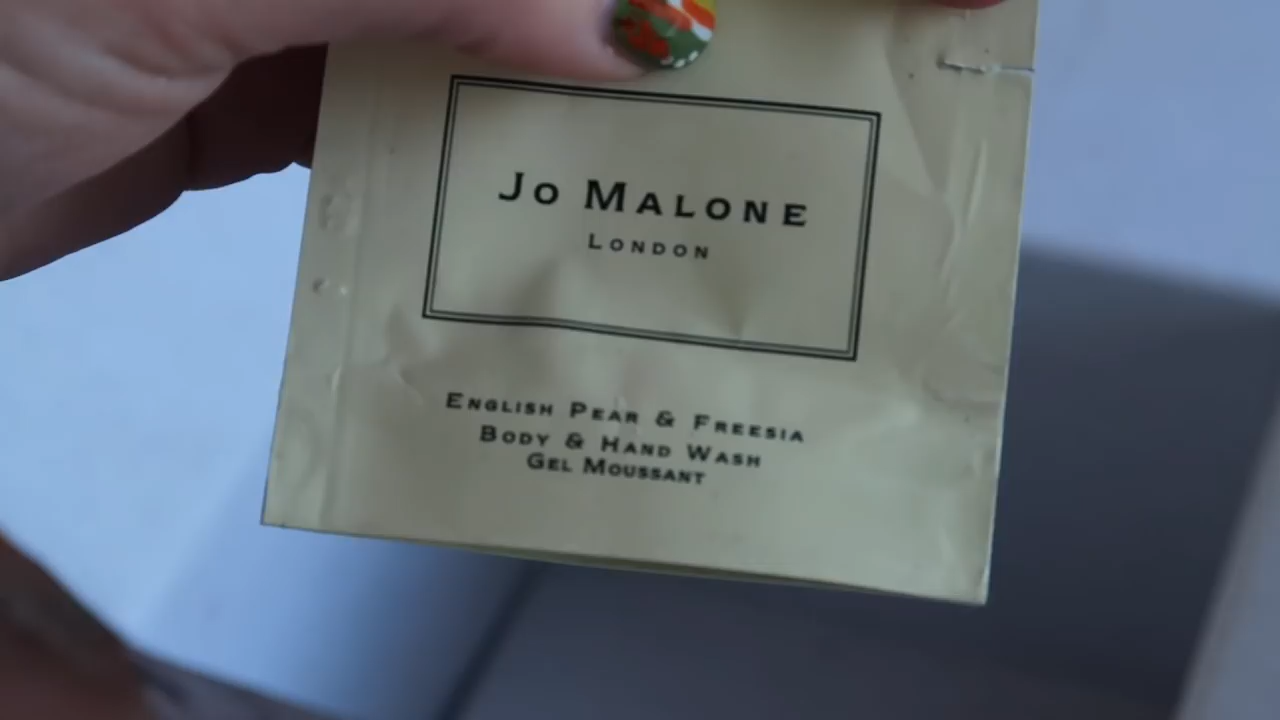 Jo Malone
London
English Pear & Freesia
Body & Hand Wash
Gel Moussant